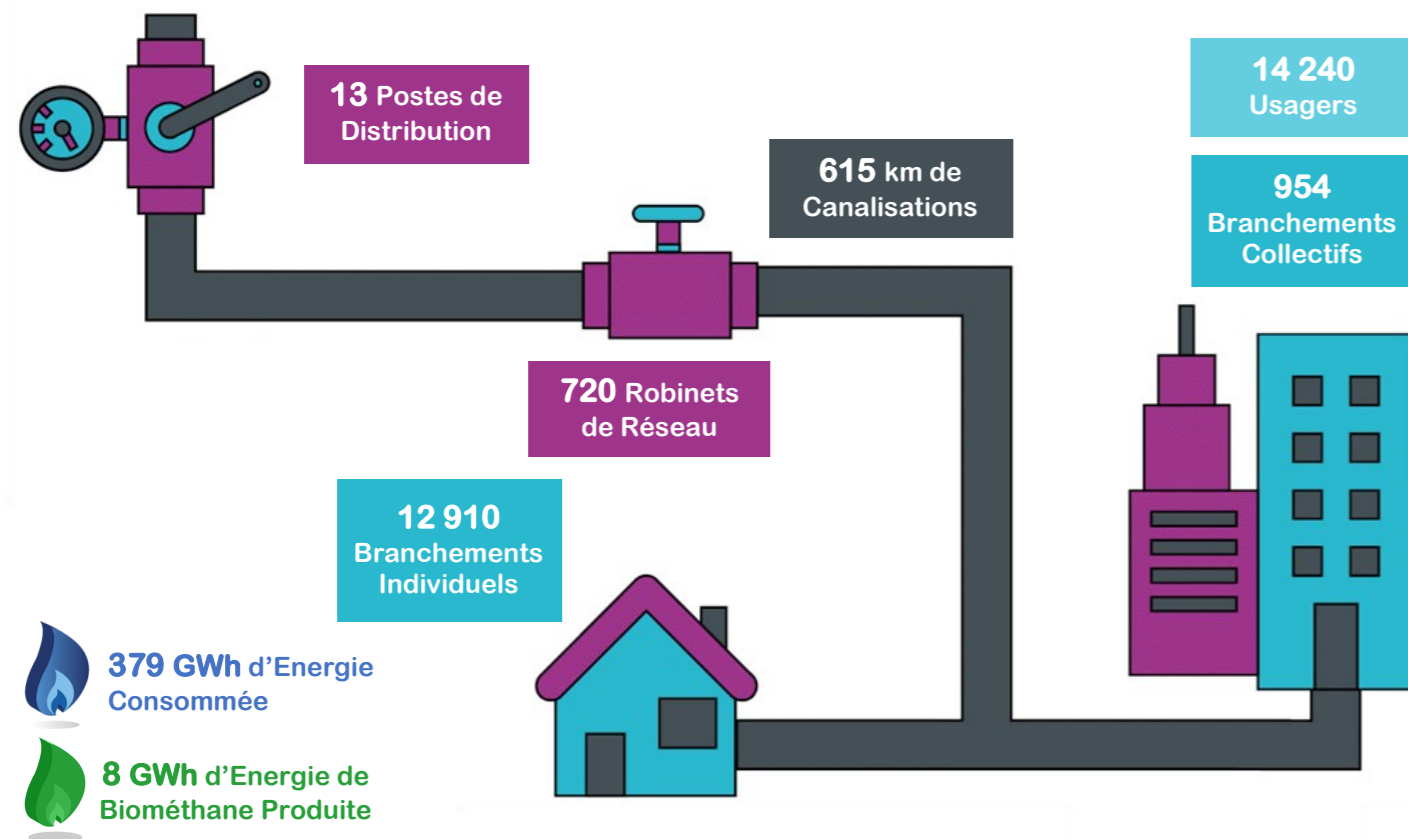 13 Postes de
Distribution
14 240
Usagers
615 km de
Canalisations
954
Branchements
Collectifs
720 Robinets
de Réseau
12 910
Branchements
Individuels
379 GWh d’Energie
Consommée
8 GWh d’Energie de
Biométhane Produite